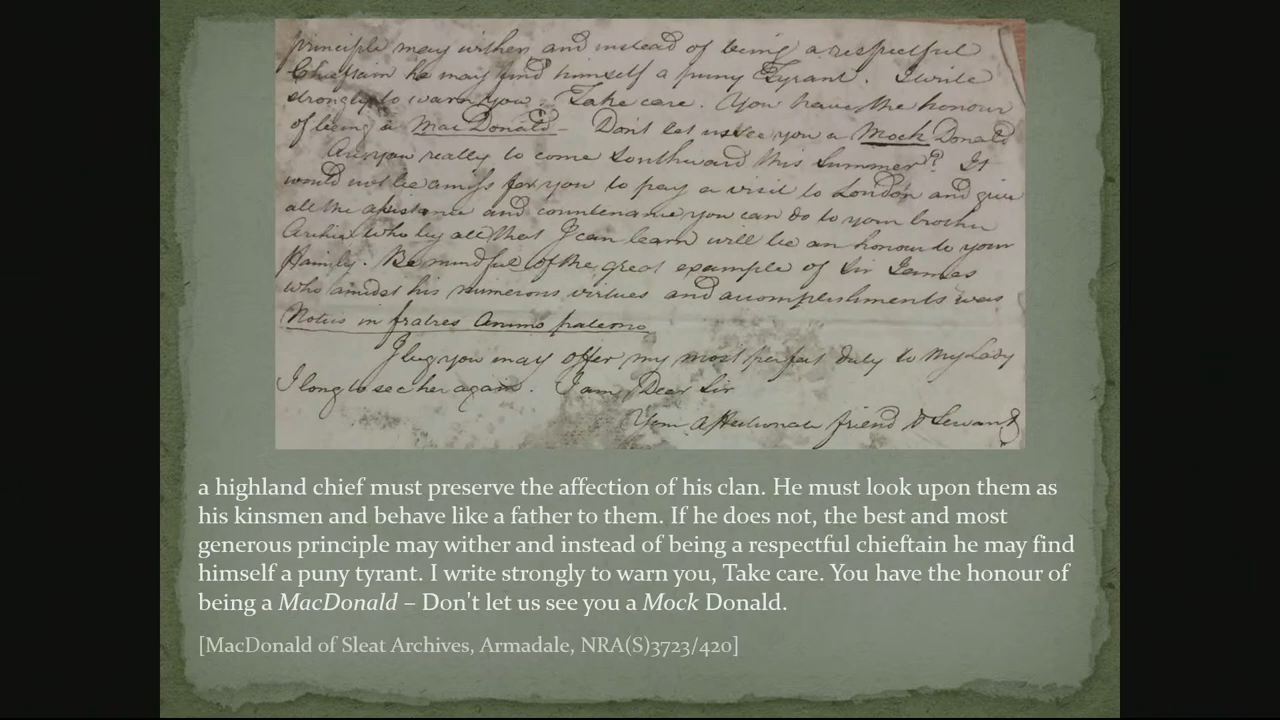 principle may wither and instead of being a respectful
Chieftain he may find himself a puny Tyrant. I write
strongly to warn you. Take care. You have the honour
of being a MacDonald – Don't let us see you a Mock Donald
Are you really to come Southward this Summer? It
would not be amiss for you to pay a visit to London and give
all the assistance and countenance you can do to your brother
Archie who by all that I can learn will be an honour to your
Family. Be mindful of the great example of Sir James
who amidst his numerous virtues and accomplishments was
Notus in fratres Animo paterno
I beg you may offer my most perfect duty to My Lady
I long to see her again. I am, Dear Sir
Your affectionate friend & Servant
a highland chief must preserve the affection of his clan. He must look upon them as
his kinsmen and behave like a father to them. If he does not, the best and most
generous principle may wither and instead of being a respectful chieftain he may find
himself a puny tyrant. I write strongly to warn you, Take care. You have the honour of
being a MacDonald – Don't let us see you a Mock Donald.
[MacDonald of Sleat Archives, Armadale, NRA(S)3723/420]